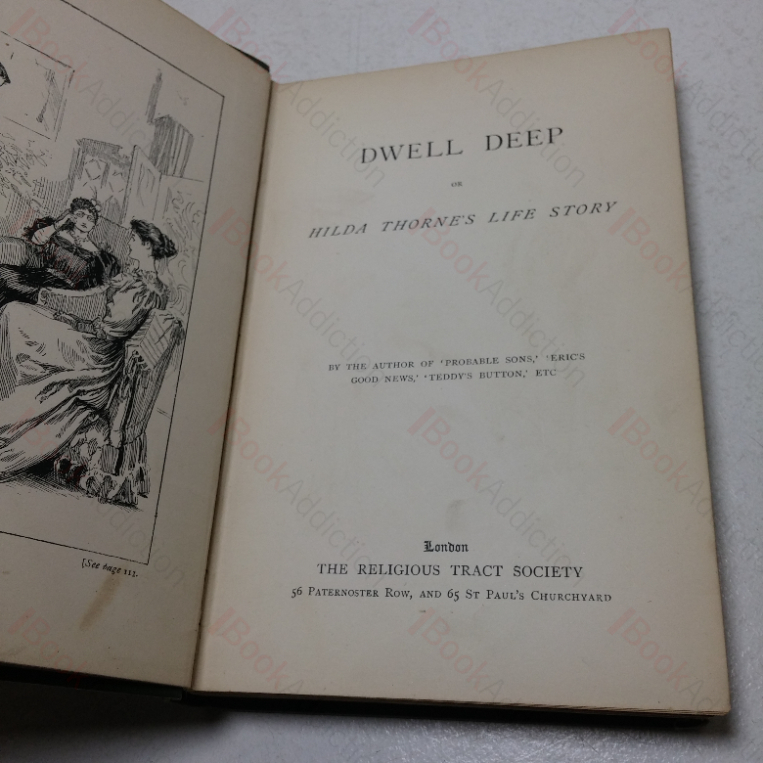 DWELL DEEP
OR
HILDA THORNE'S LIFE STORY
BY THE AUTHOR OF 'PROBABLE SONS,' 'ERIC'S
GOOD NEWS,' 'TEDDY'S BUTTON,' ETC
London
THE RELIGIOUS TRACT SOCIETY
56 PATERNOSTER ROW, AND 65 ST PAUL'S CHURCHYARD
[See page 113.
BookAddiction